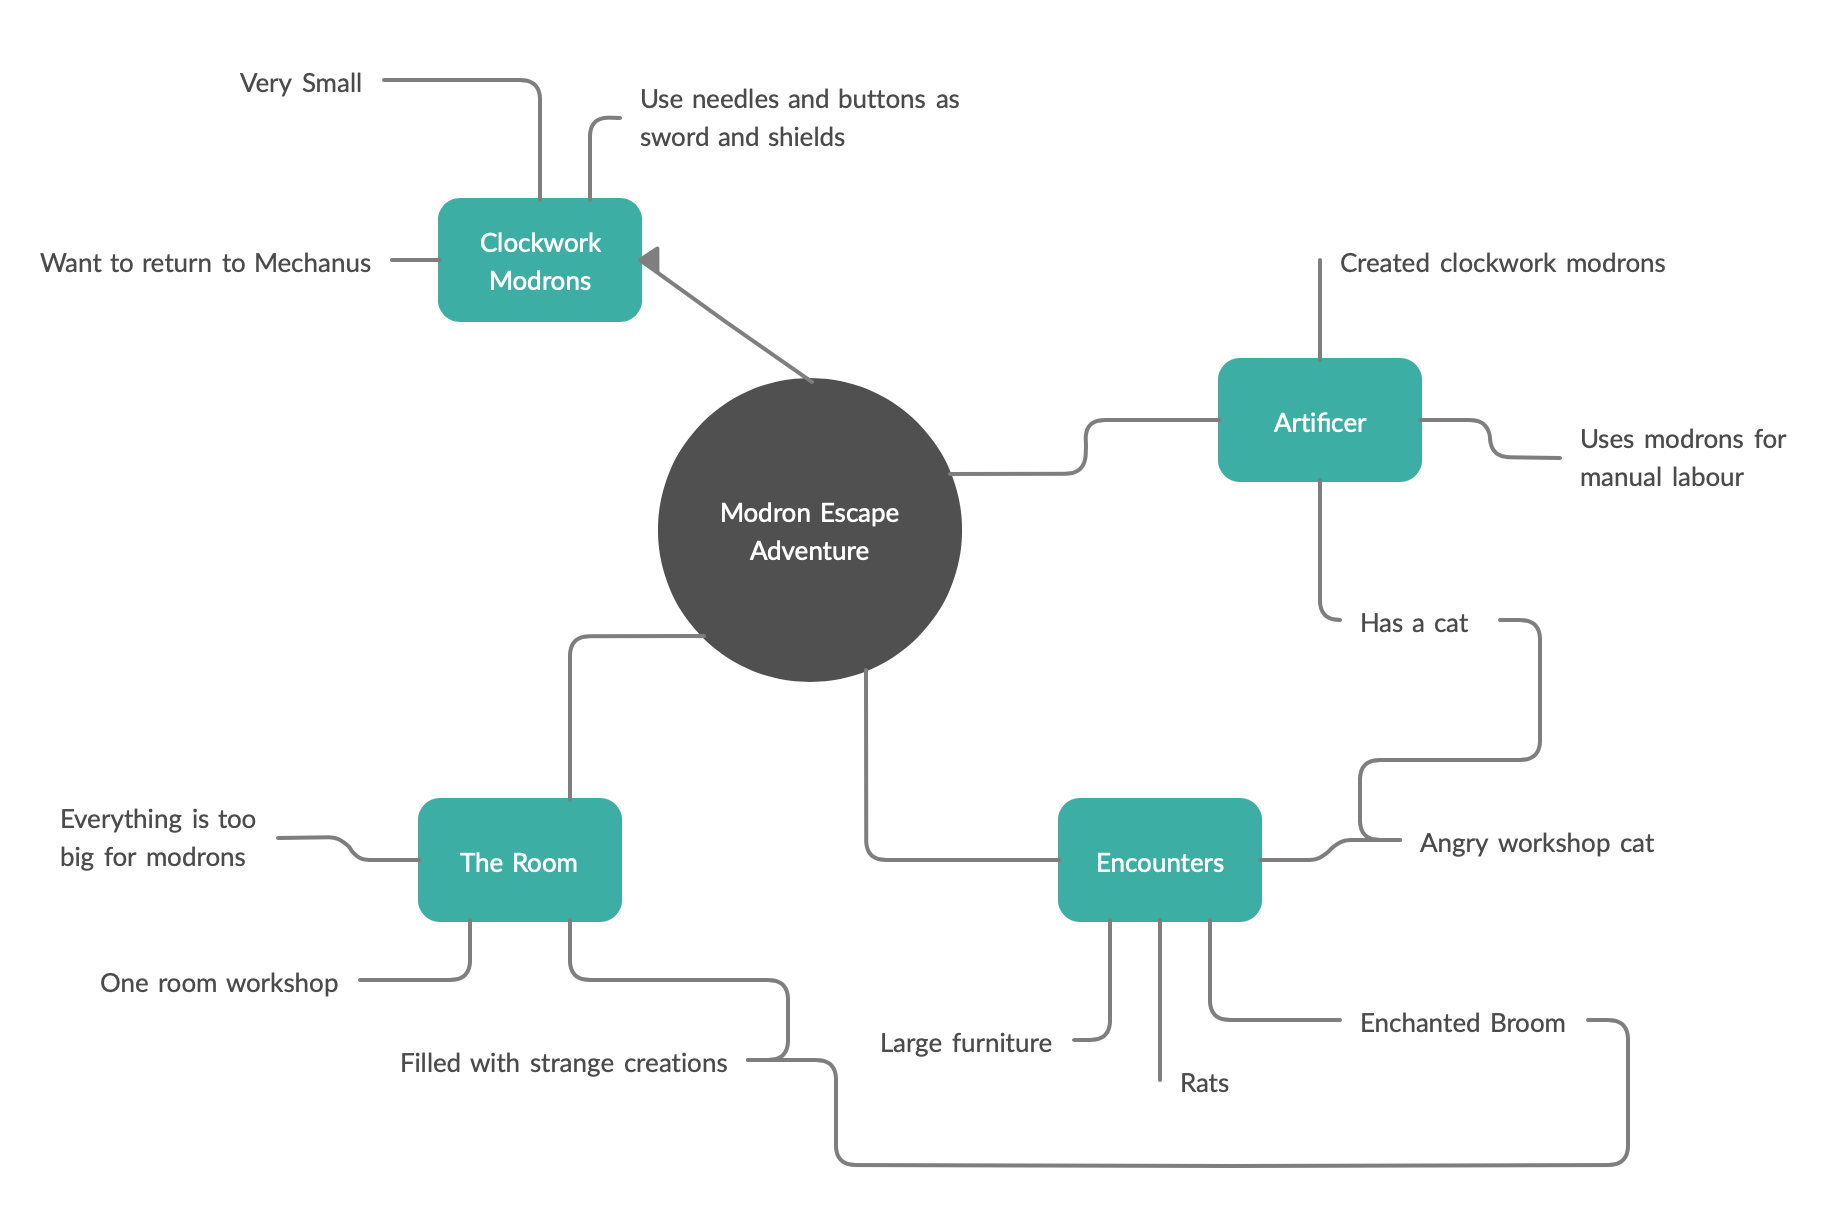 Very Small
Use needles and buttons as
sword and shields
Clockwork
Modrons
Want to return to Mechanus
Created clockwork modrons
Artificer
Uses modrons for
manual labour
Modron Escape
Adventure
Has a cat
Everything is too
big for modrons
The Room
Encounters
Angry workshop cat
One room workshop
Filled with strange creations
Large furniture
Rats
Enchanted Broom